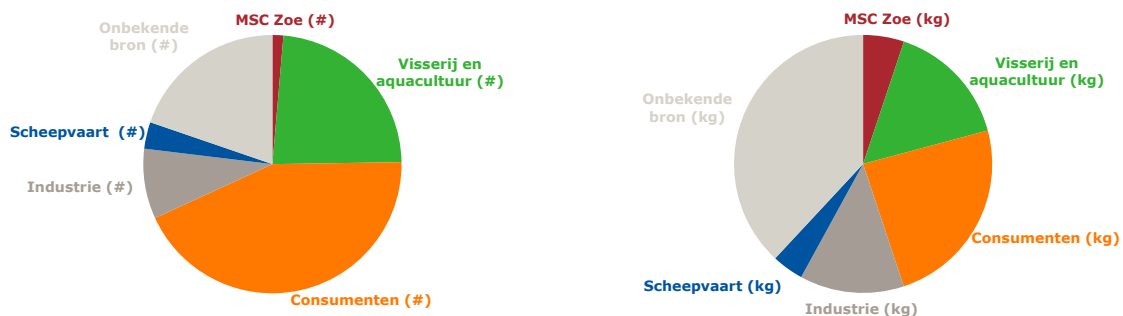 MSC Zoe (#)
Onbekende
bron (#)
Visserij en
aquacultuur (#)
Scheepvaart (#)
Industrie (#)
Consumenten (#)
MSC Zoe (kg)
Visserij en
aquacultuur (kg)
Onbekende
bron (kg)
Consumenten (kg)
Scheepvaart (kg)
Industrie (kg)